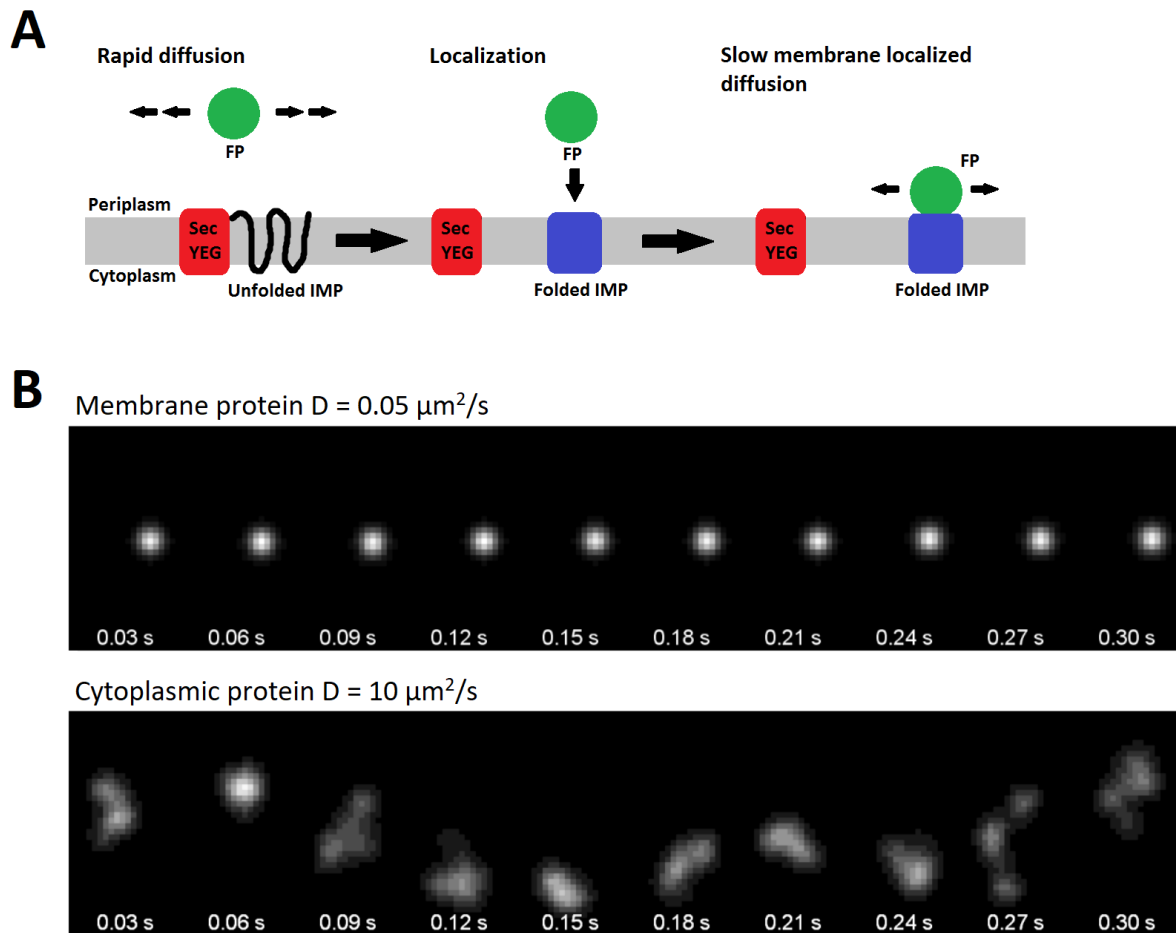 A
Rapid diffusion
Localization
Slow membrane localized
diffusion
FP
FP
FP
Periplasm
Sec
YEG
Sec
YEG
Sec
YEG
Cytoplasm
Unfolded IMP
Folded IMP
Folded IMP
B
Membrane protein D = 0.05 µm²/s
0.03 s 0.06 s 0.09 s 0.12 s 0.15 s 0.18 s 0.21 s 0.24 s 0.27 s 0.30 s
Cytoplasmic protein D = 10 µm²/s
0.03 s 0.06 s 0.09 s 0.12 s 0.15 s 0.18 s 0.21 s 0.24 s 0.27 s 0.30 s